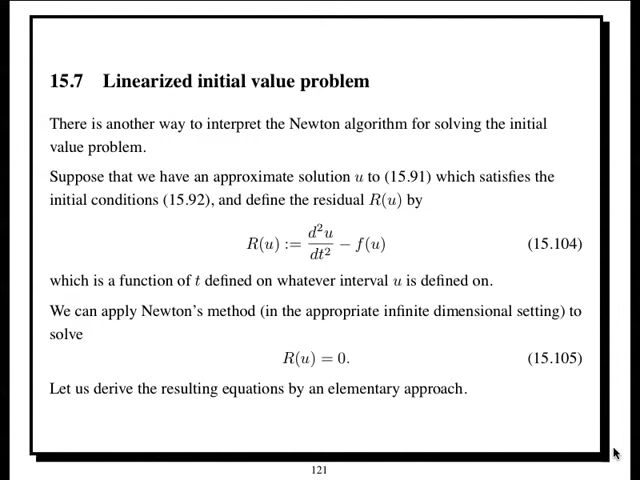 15.7 Linearized initial value problem
There is another way to interpret the Newton algorithm for solving the initial
value problem.
Suppose that we have an approximate solution u to (15.91) which satisfies the
initial conditions (15.92), and define the residual R(u) by
R(u) := d²u/dt² − f(u) (15.104)
which is a function of t defined on whatever interval u is defined on.
We can apply Newton's method (in the appropriate infinite dimensional setting) to
solve
R(u) = 0. (15.105)
Let us derive the resulting equations by an elementary approach.
121